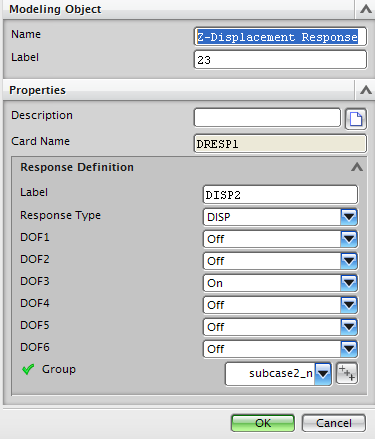 Modeling Object
Name Z-Displacement Response
Label 23
Properties
Description
Card Name DRESP1
Response Definition
Label DISP2
Response Type DISP
DOF1 Off
DOF2 Off
DOF3 On
DOF4 Off
DOF5 Off
DOF6 Off
Group subcase2_n
OK Cancel